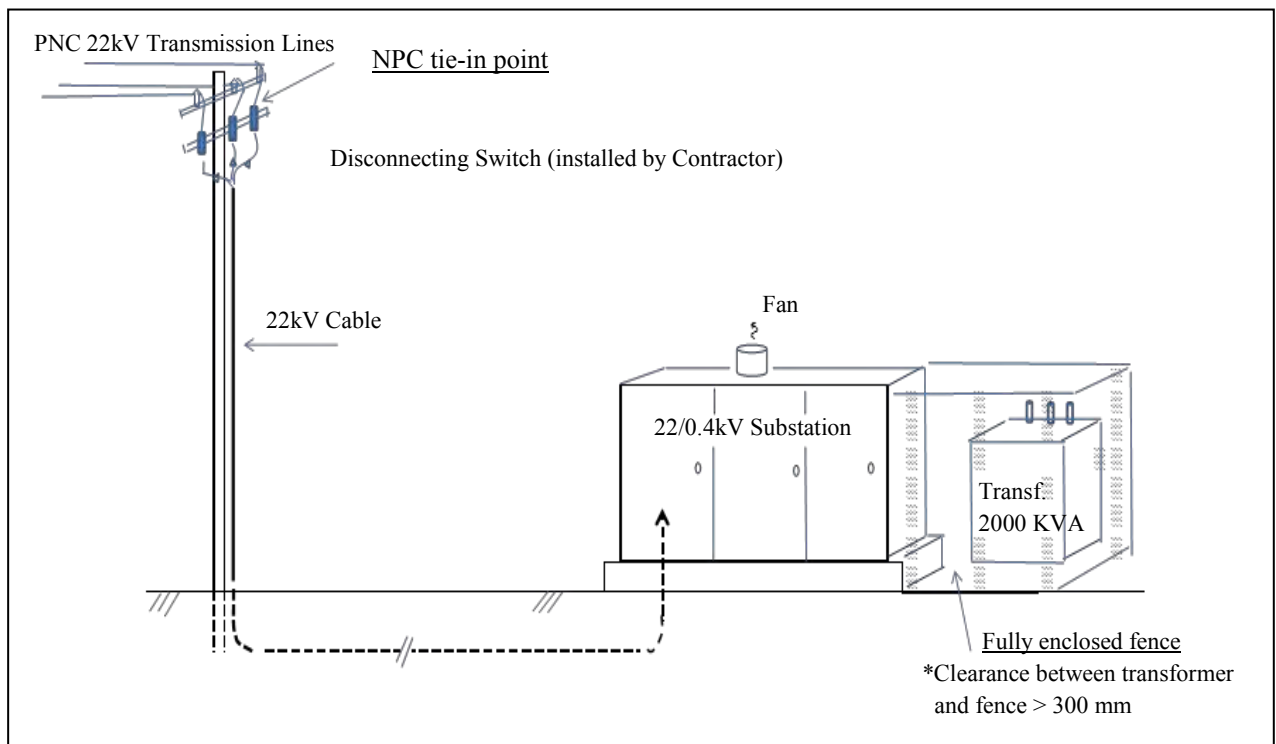 PNC 22kV Transmission Lines
NPC tie-in point
Disconnecting Switch (installed by Contractor)
22kV Cable
Fan
22/0.4kV Substation
Transf.
2000 KVA
Fully enclosed fence
*Clearance between transformer
and fence > 300 mm